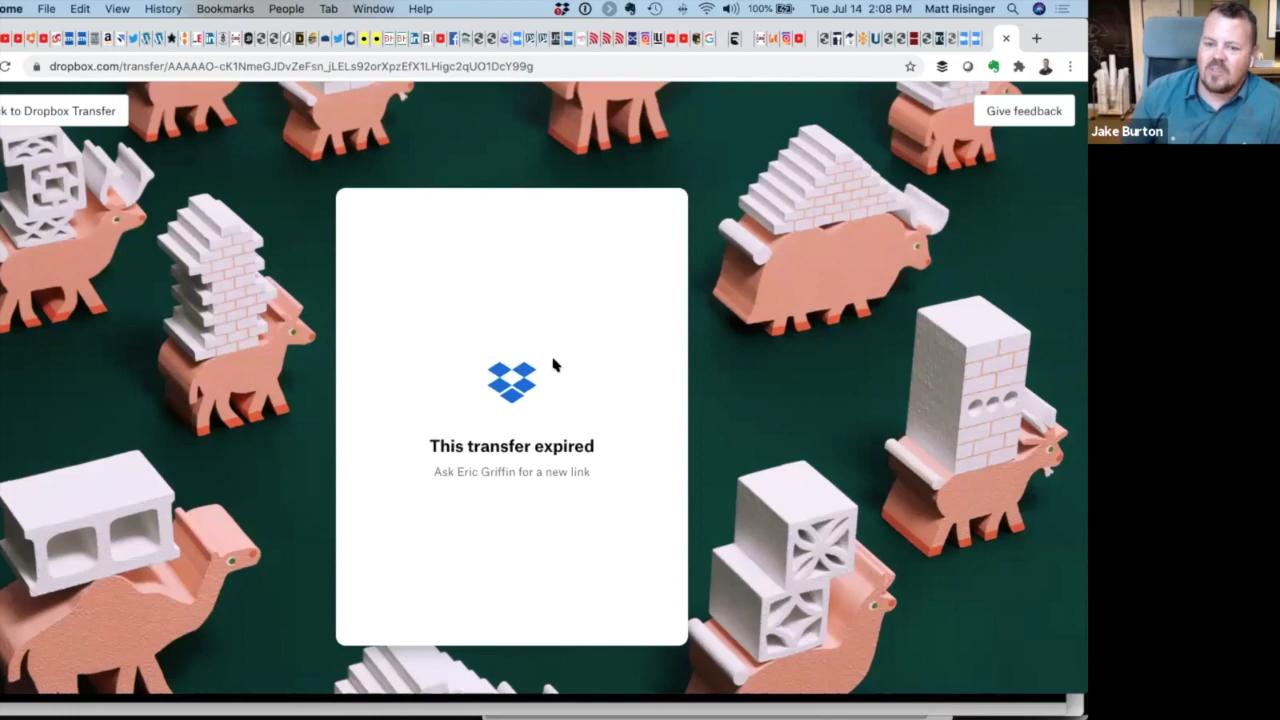 ome File Edit View History Bookmarks People Tab Window Help 100% Tue Jul 14 2:08 PM Matt Risinger
dropbox.com/transfer/AAAAAO-cK1NmeGJDvZeFsn_jLELs92orXpzEfX1LHigc2qUO1DcY99g
k to Dropbox Transfer
Give feedback
Jake Burton
This transfer expired
Ask Eric Griffin for a new link